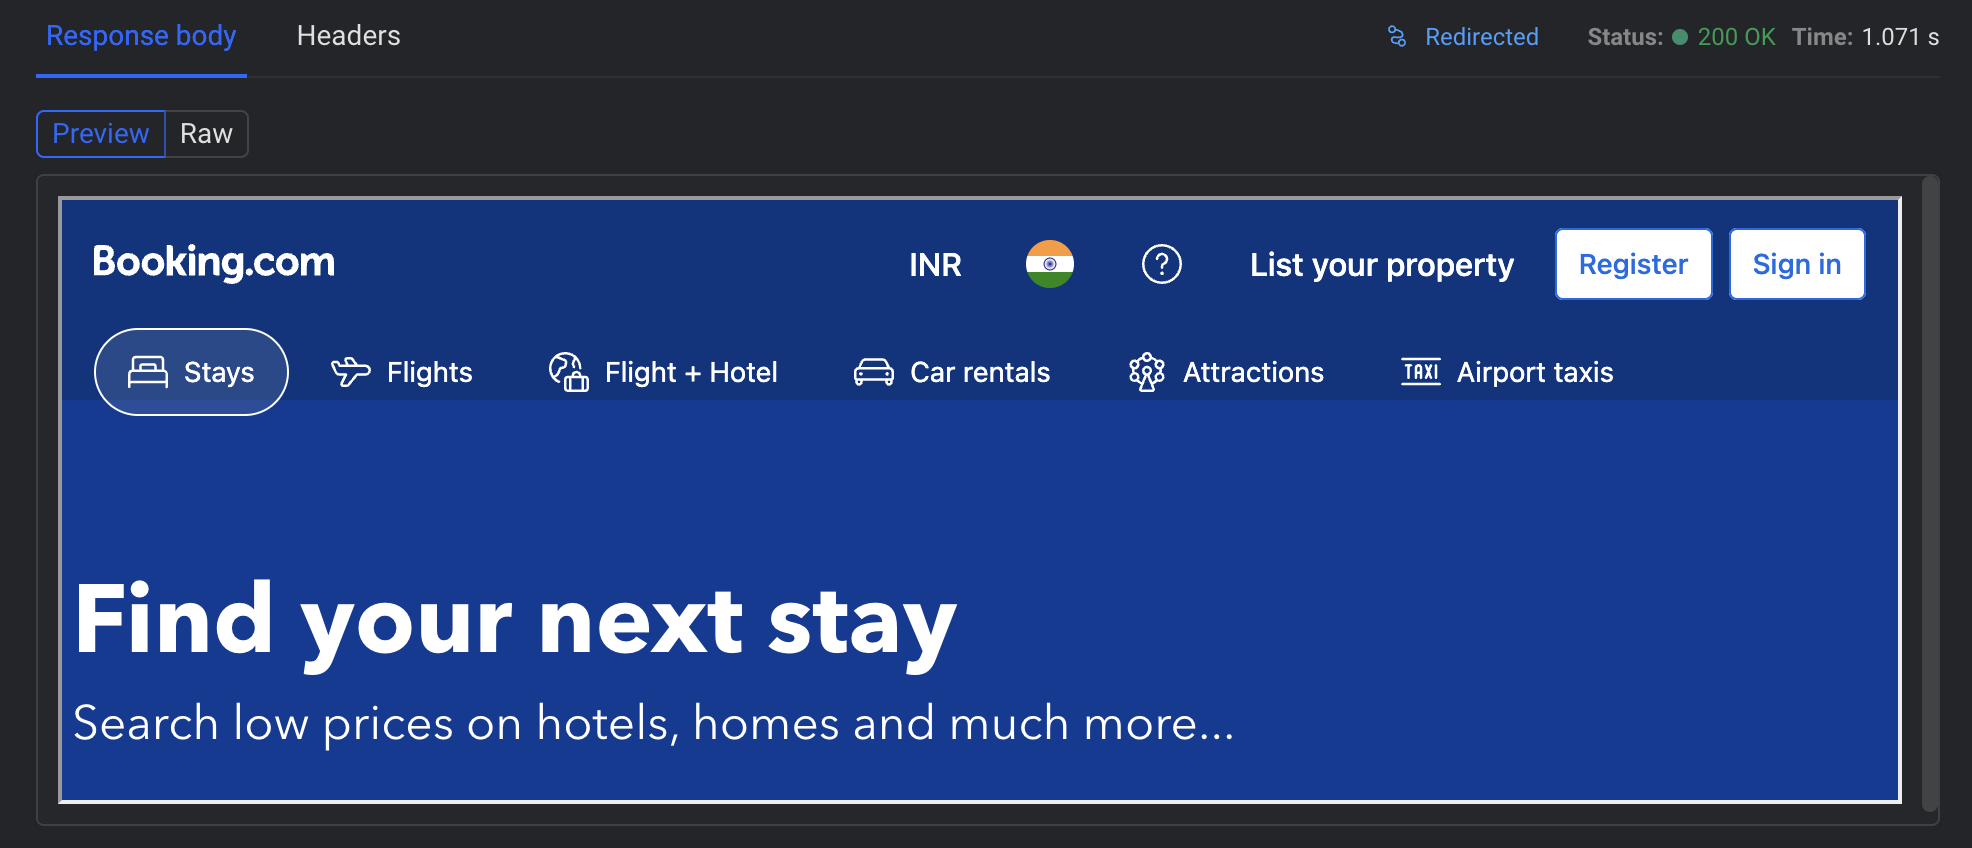 Response body Headers Redirected Status: 200 OK Time: 1.071 s
Preview Raw
Booking.com INR ? List your property Register Sign in
Stays Flights Flight + Hotel Car rentals Attractions TAXI Airport taxis
Find your next stay
Search low prices on hotels, homes and much more...